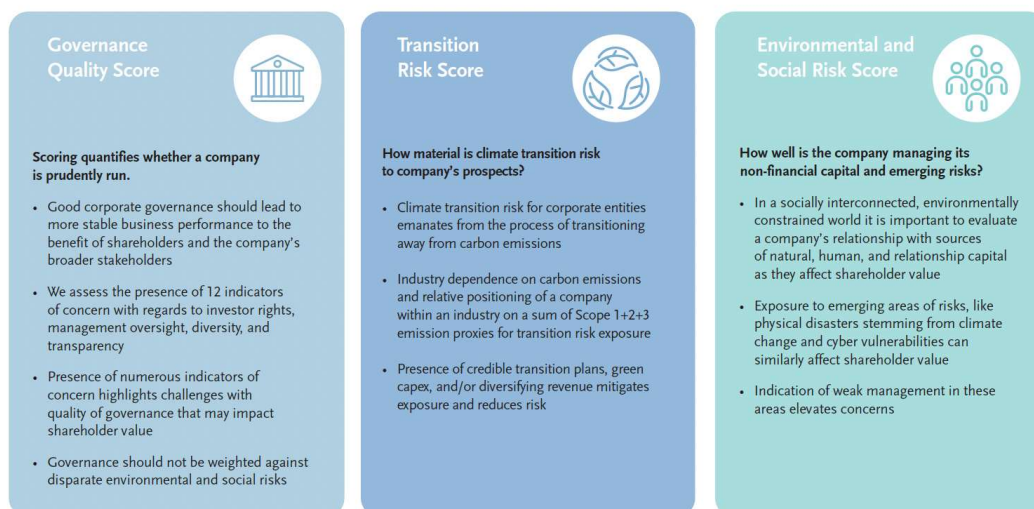 Governance
Quality Score
Scoring quantifies whether a company
is prudently run.
• Good corporate governance should lead to
more stable business performance to the
benefit of shareholders and the company's
broader stakeholders
• We assess the presence of 12 indicators
of concern with regards to investor rights,
management oversight, diversity, and
transparency
• Presence of numerous indicators of
concern highlights challenges with
quality of governance that may impact
shareholder value
• Governance should not be weighted against
disparate environmental and social risks
Transition
Risk Score
How material is climate transition risk
to company's prospects?
• Climate transition risk for corporate entities
emanates from the process of transitioning
away from carbon emissions
• Industry dependence on carbon emissions
and relative positioning of a company
within an industry on a sum of Scope 1+2+3
emission proxies for transition risk exposure
• Presence of credible transition plans, green
capex, and/or diversifying revenue mitigates
exposure and reduces risk
Environmental and
Social Risk Score
How well is the company managing its
non-financial capital and emerging risks?
• In a socially interconnected, environmentally
constrained world it is important to evaluate
a company's relationship with sources
of natural, human, and relationship capital
as they affect shareholder value
• Exposure to emerging areas of risks, like
physical disasters stemming from climate
change and cyber vulnerabilities can
similarly affect shareholder value
• Indication of weak management in these
areas elevates concerns